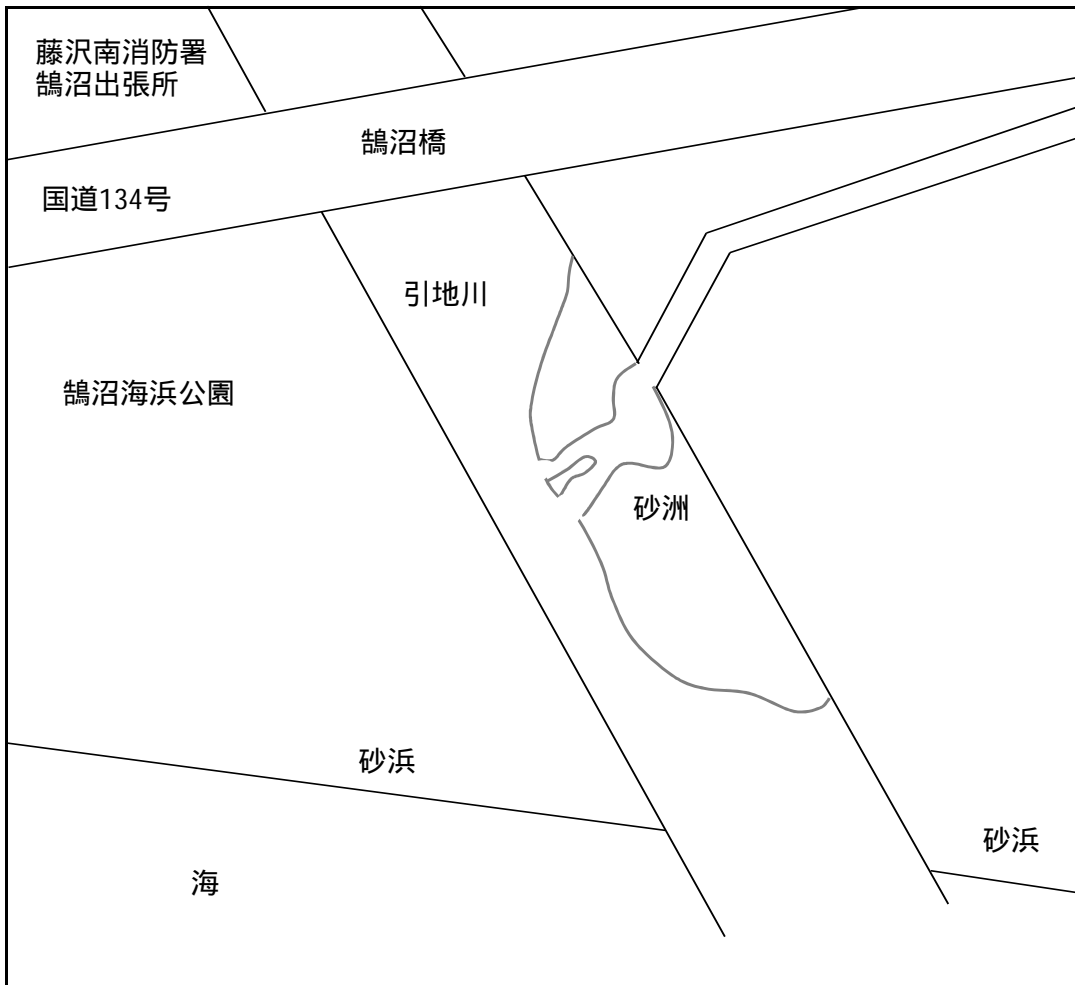 藤沢南消防署
鵠沼出張所
鵠沼橋
国道134号
引地川
鵠沼海浜公園
砂洲
砂浜
砂浜
海